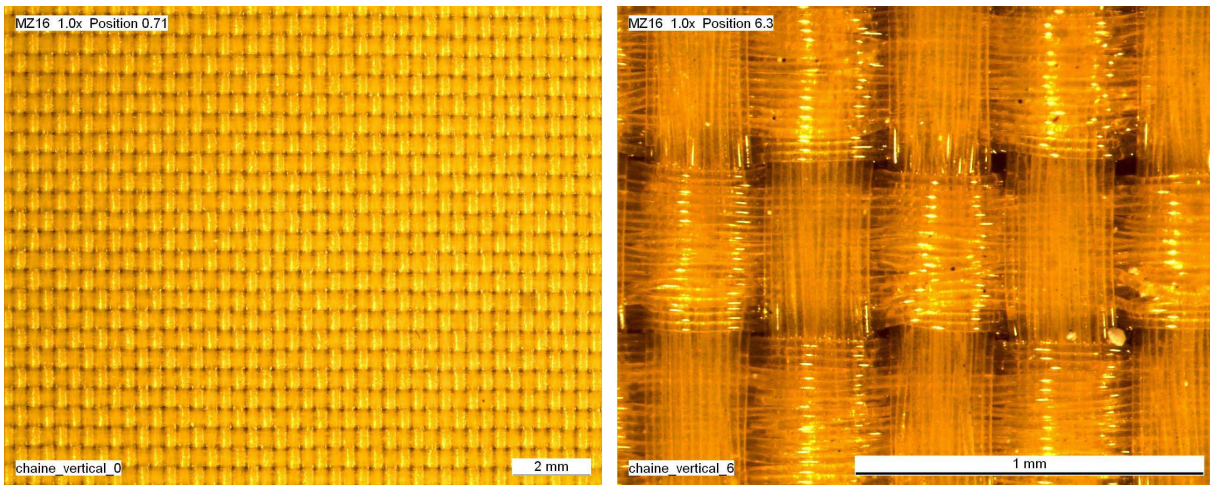 MZ16 1.0x Position 0.71
MZ16 1.0x Position 6.3
chaine_vertical_0
2 mm
chaine_vertical_6
1 mm